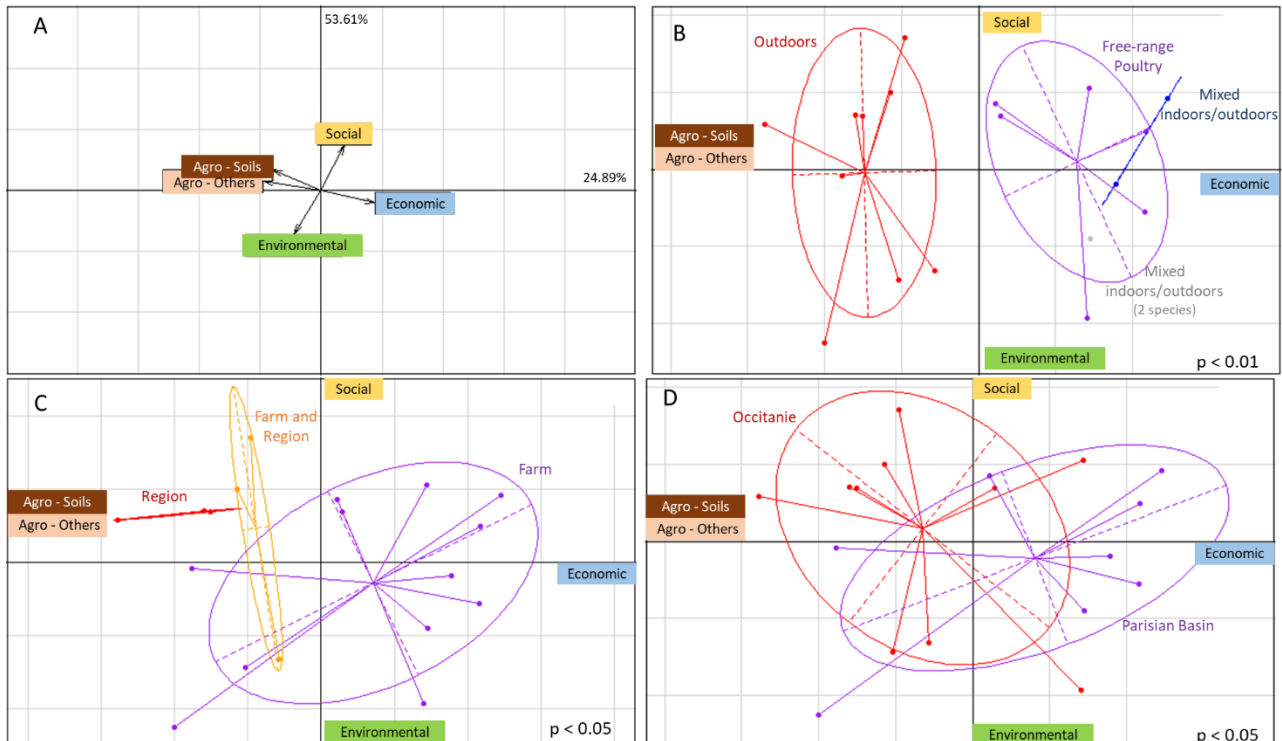 A
53.61%
Social
Agro - Soils
Agro - Others
24.89%
Economic
Environmental
B
Social
Outdoors
Free-range
Poultry
Mixed
indoors/outdoors
Agro - Soils
Agro - Others
Economic
Mixed
indoors/outdoors
(2 species)
Environmental
p < 0.01
C
Social
Farm and
Region
Farm
Region
Agro - Soils
Agro - Others
Economic
Environmental
p < 0.05
D
Social
Occitanie
Agro - Soils
Agro - Others
Economic
Parisian Basin
Environmental
p < 0.05